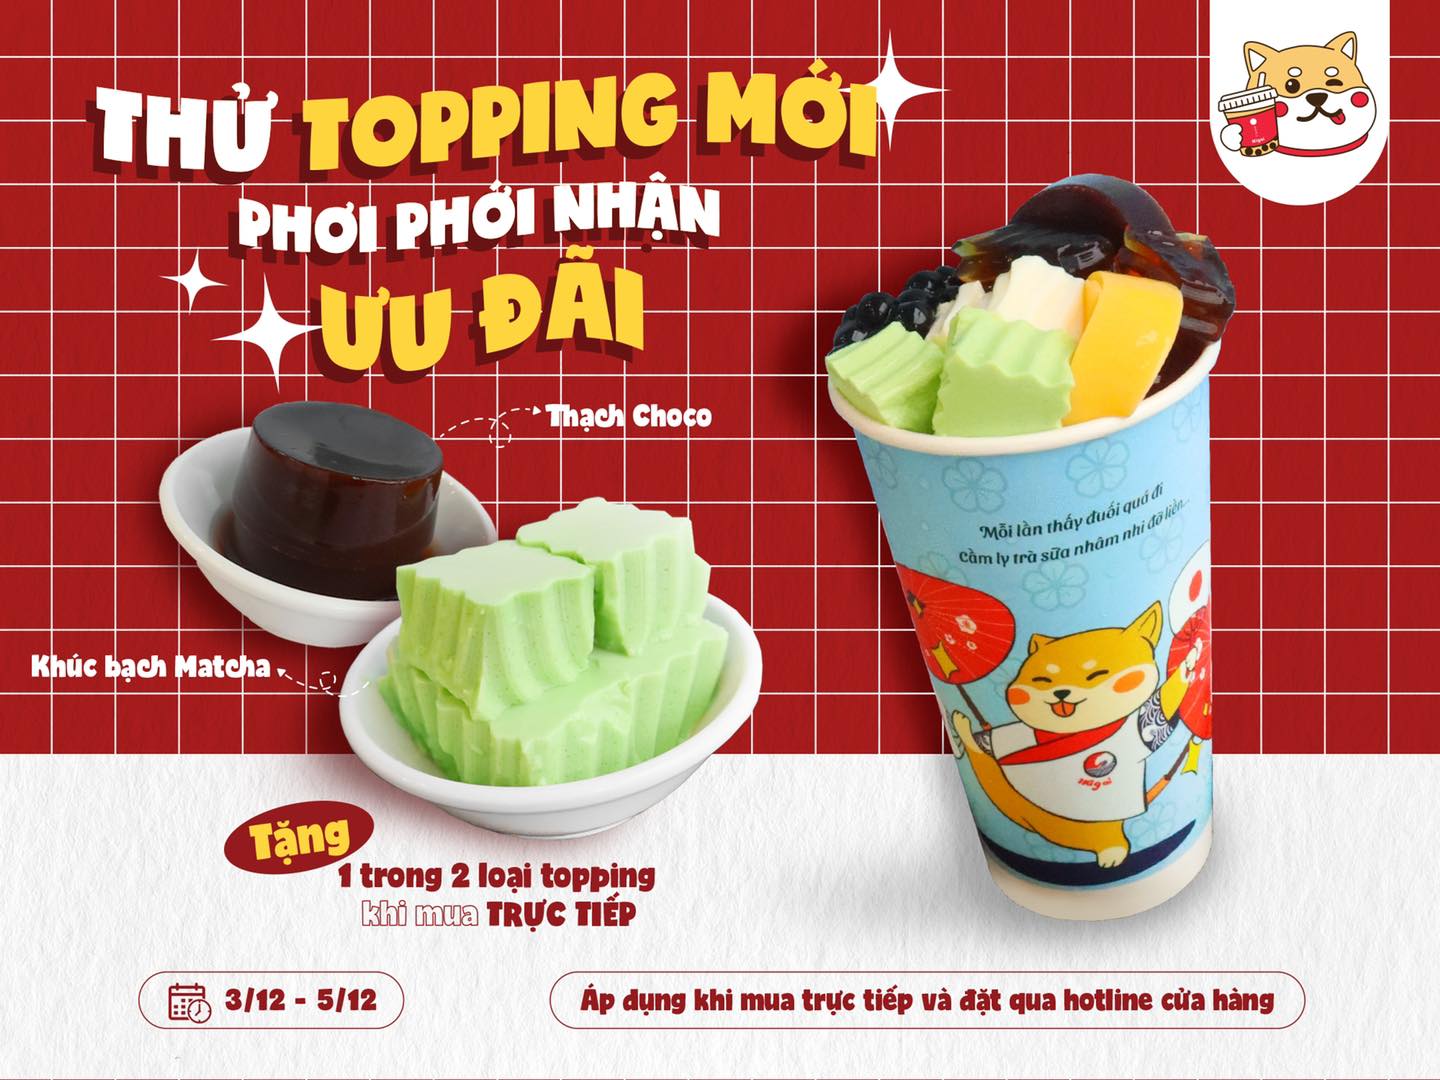 THỬ TOPPING MỚI
PHƠI PHỚI NHẬN
ƯU ĐÃI
Thạch Choco
Khúc bạch Matcha
Mỗi lần thấy đuối quá đi
Cầm ly trà sữa nhâm nhi đỡ liền...
Higoi
Tặng
1 trong 2 loại topping
khi mua TRỰC TIẾP
3/12 - 5/12
Áp dụng khi mua trực tiếp và đặt qua hotline cửa hàng